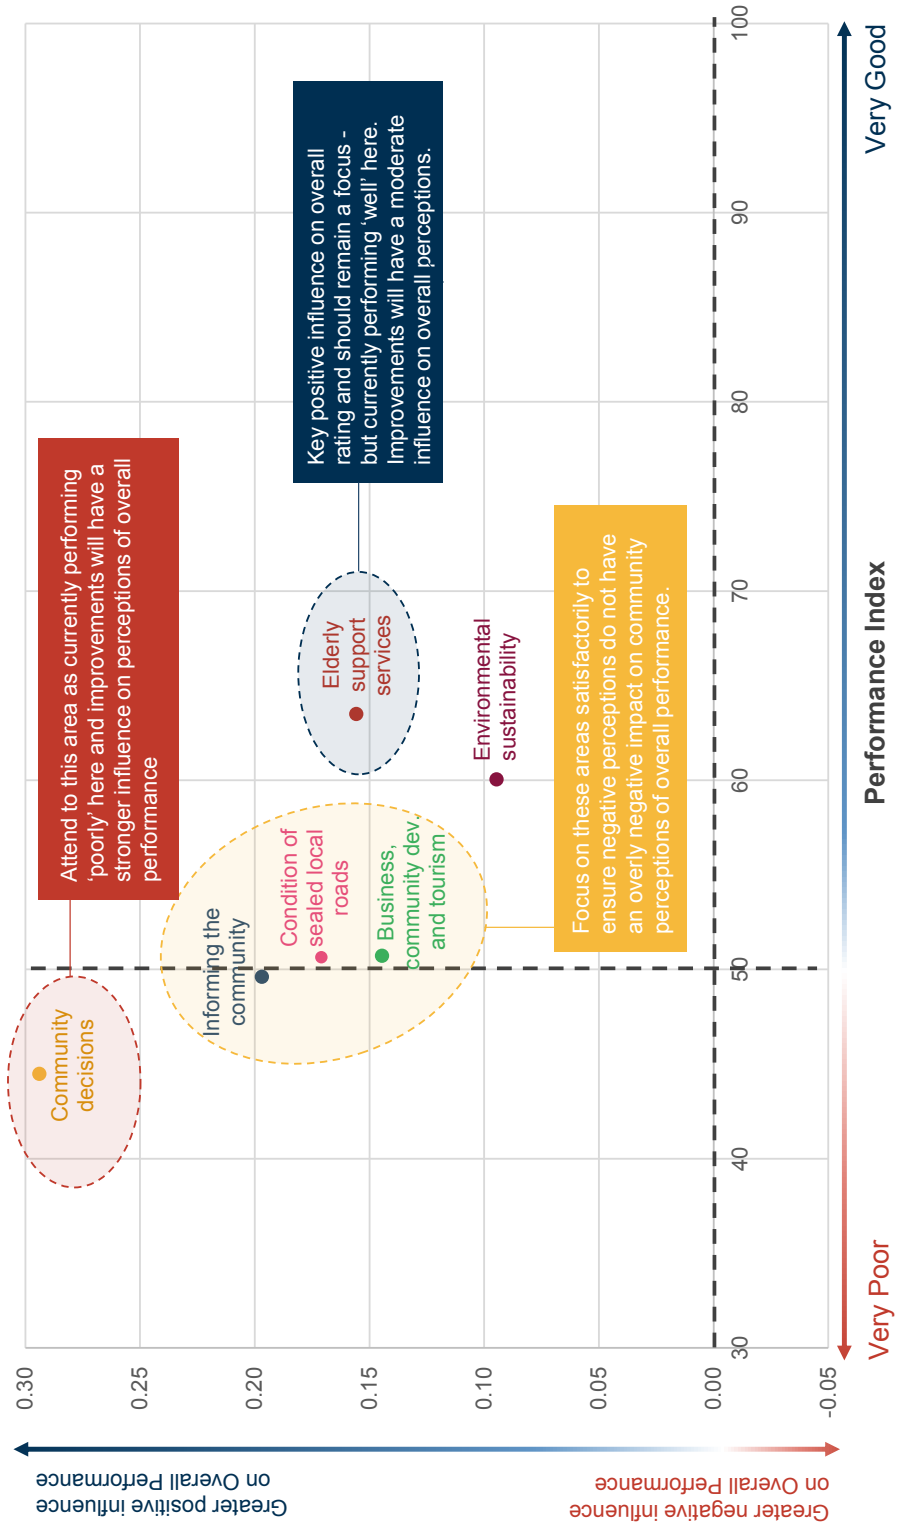 Greater positive influence
on Overall Performance
Greater negative influence
on Overall Performance
0.30
0.25
0.20
0.15
0.10
0.05
0.00
-0.05
Attend to this area as currently performing
‘poorly’ here and improvements will have a
stronger influence on perceptions of overall
performance
Community
decisions
Informing the
community
Condition of
sealed local
roads
Business,
community dev.
and tourism
Elderly
support
services
Environmental
sustainability
Key positive influence on overall
rating and should remain a focus -
but currently performing ‘well’ here.
Improvements will have a moderate
influence on overall perceptions.
Focus on these areas satisfactorily to
ensure negative perceptions do not have
an overly negative impact on community
perceptions of overall performance.
30
40
50
60
70
80
90
100
Very Poor
Performance Index
Very Good